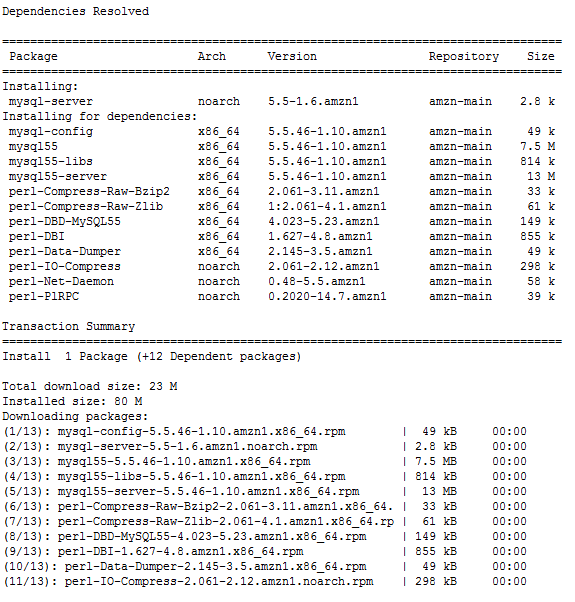 Dependencies Resolved
================================================================================
Package Arch Version Repository Size
================================================================================
Installing:
mysql-server noarch 5.5-1.6.amzn1 amzn-main 2.8 k
Installing for dependencies:
mysql-config x86_64 5.5.46-1.10.amzn1 amzn-main 49 k
mysql55 x86_64 5.5.46-1.10.amzn1 amzn-main 7.5 M
mysql55-libs x86_64 5.5.46-1.10.amzn1 amzn-main 814 k
mysql55-server x86_64 5.5.46-1.10.amzn1 amzn-main 13 M
perl-Compress-Raw-Bzip2 x86_64 2.061-3.11.amzn1 amzn-main 33 k
perl-Compress-Raw-Zlib x86_64 1:2.061-4.1.amzn1 amzn-main 61 k
perl-DBD-MySQL55 x86_64 4.023-5.23.amzn1 amzn-main 149 k
perl-DBI x86_64 1.627-4.8.amzn1 amzn-main 855 k
perl-Data-Dumper x86_64 2.145-3.5.amzn1 amzn-main 49 k
perl-IO-Compress noarch 2.061-2.12.amzn1 amzn-main 298 k
perl-Net-Daemon noarch 0.48-5.5.amzn1 amzn-main 58 k
perl-PlRPC noarch 0.2020-14.7.amzn1 amzn-main 39 k
Transaction Summary
================================================================================
Install 1 Package (+12 Dependent packages)
Total download size: 23 M
Installed size: 80 M
Downloading packages:
(1/13): mysql-config-5.5.46-1.10.amzn1.x86_64.rpm | 49 kB 00:00
(2/13): mysql-server-5.5-1.6.amzn1.noarch.rpm | 2.8 kB 00:00
(3/13): mysql55-5.5.46-1.10.amzn1.x86_64.rpm | 7.5 MB 00:00
(4/13): mysql55-libs-5.5.46-1.10.amzn1.x86_64.rpm | 814 kB 00:00
(5/13): mysql55-server-5.5.46-1.10.amzn1.x86_64.rpm | 13 MB 00:00
(6/13): perl-Compress-Raw-Bzip2-2.061-3.11.amzn1.x86_64. | 33 kB 00:00
(7/13): perl-Compress-Raw-Zlib-2.061-4.1.amzn1.x86_64.rp | 61 kB 00:00
(8/13): perl-DBD-MySQL55-4.023-5.23.amzn1.x86_64.rpm | 149 kB 00:00
(9/13): perl-DBI-1.627-4.8.amzn1.x86_64.rpm | 855 kB 00:00
(10/13): perl-Data-Dumper-2.145-3.5.amzn1.x86_64.rpm | 49 kB 00:00
(11/13): perl-IO-Compress-2.061-2.12.amzn1.noarch.rpm | 298 kB 00:00